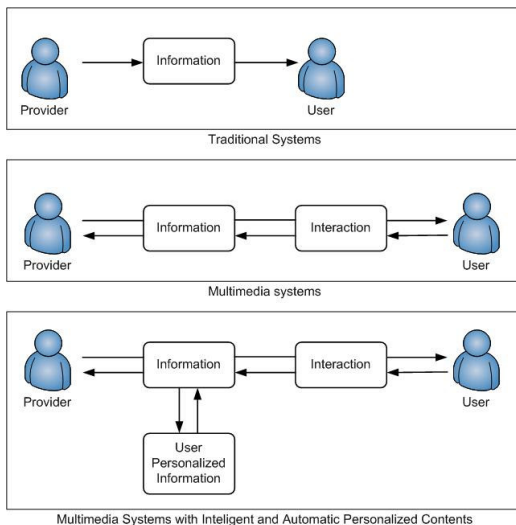 Information
Provider
User
Traditional Systems
Information
Interaction
Provider
User
Multimedia systems
Information
Interaction
Provider
User
User
Personalized
Information
Multimedia Systems with Inteligent and Automatic Personalized Contents